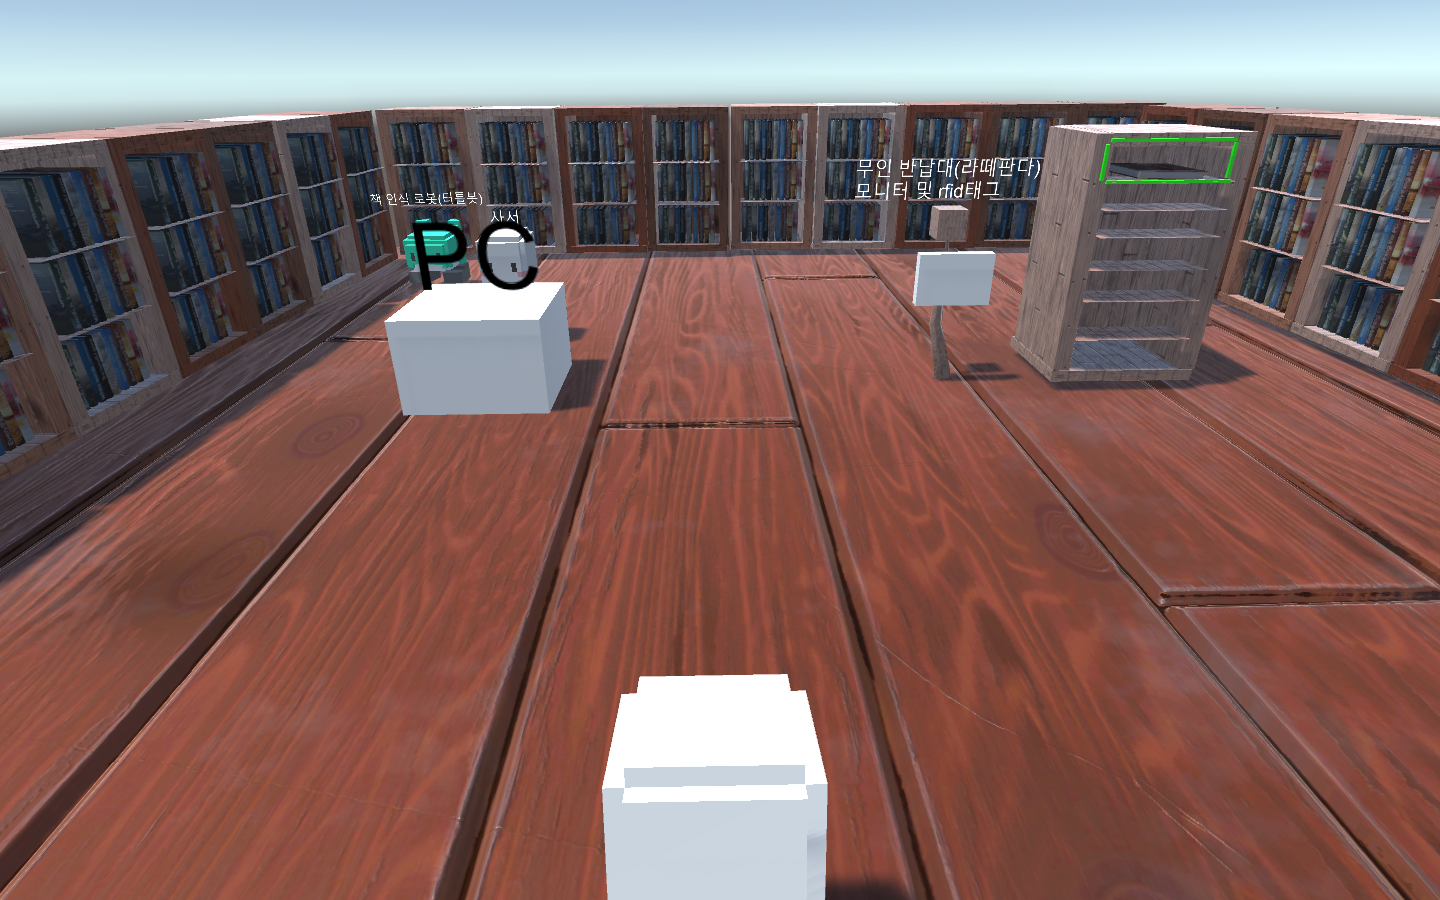 책 인식 로봇(터틀봇)
사서
PC
무인 반납대(라떼판다)
모니터 및 rfid태그